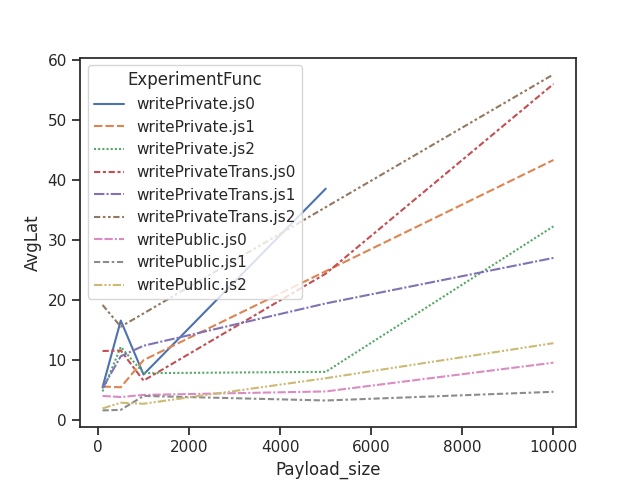 60
50
40
30
20
10
0
AvgLat
ExperimentFunc
writePrivate.js0
writePrivate.js1
writePrivate.js2
writePrivateTrans.js0
writePrivateTrans.js1
writePrivateTrans.js2
writePublic.js0
writePublic.js1
writePublic.js2
0 2000 4000 6000 8000 10000
Payload_size